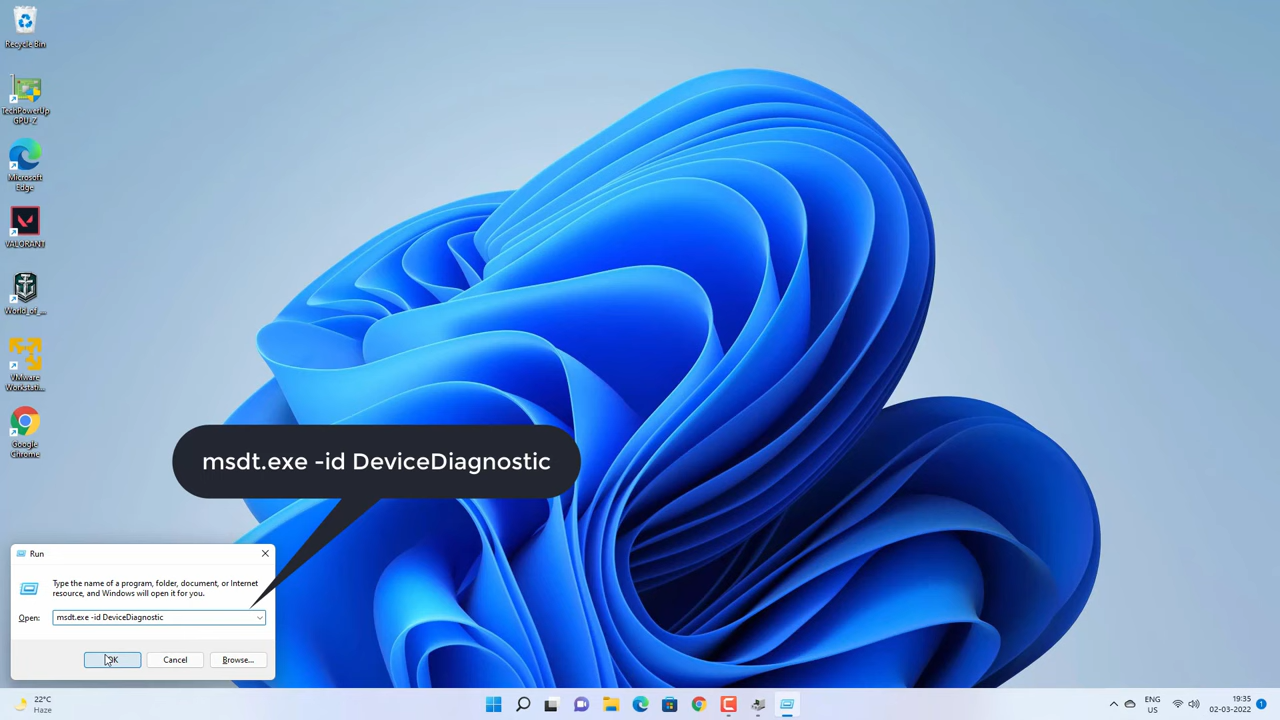 Recycle Bin
TechPowerUp
GPU-Z
Microsoft
Edge
VALORANT
World_of_...
VMware
Workstati...
Google
Chrome
msdt.exe -id DeviceDiagnostic
Run
Type the name of a program, folder, document, or Internet
resource, and Windows will open it for you.
Open:
msdt.exe -id DeviceDiagnostic
OK
Cancel
Browse...
22°C
Haze
ENG
US
19:35
02-03-2022
1